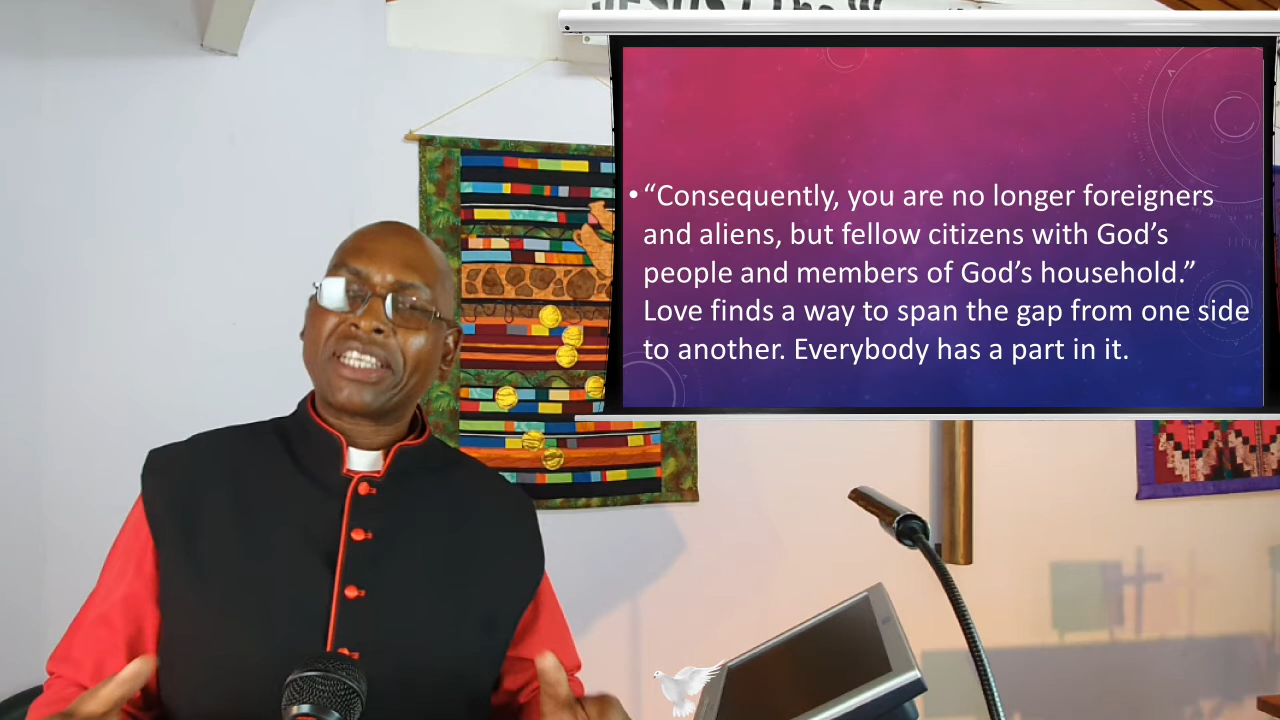 JESUS
• “Consequently, you are no longer foreigners
and aliens, but fellow citizens with God’s
people and members of God’s household.”
Love finds a way to span the gap from one side
to another. Everybody has a part in it.